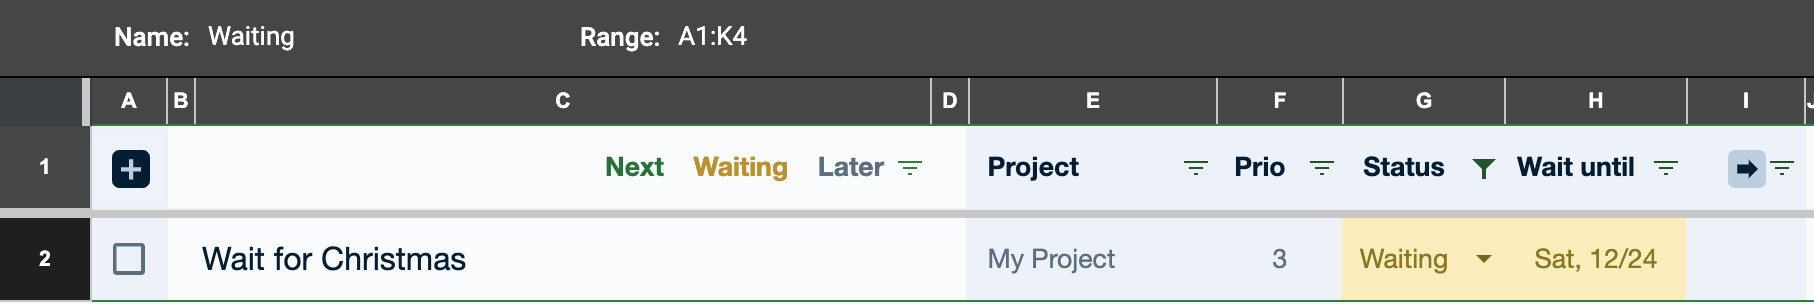 Name: Waiting Range: A1:K4
A B C D E F G H I J
1 Next Waiting Later Project Prio Status Wait until
2 Wait for Christmas My Project 3 Waiting Sat, 12/24